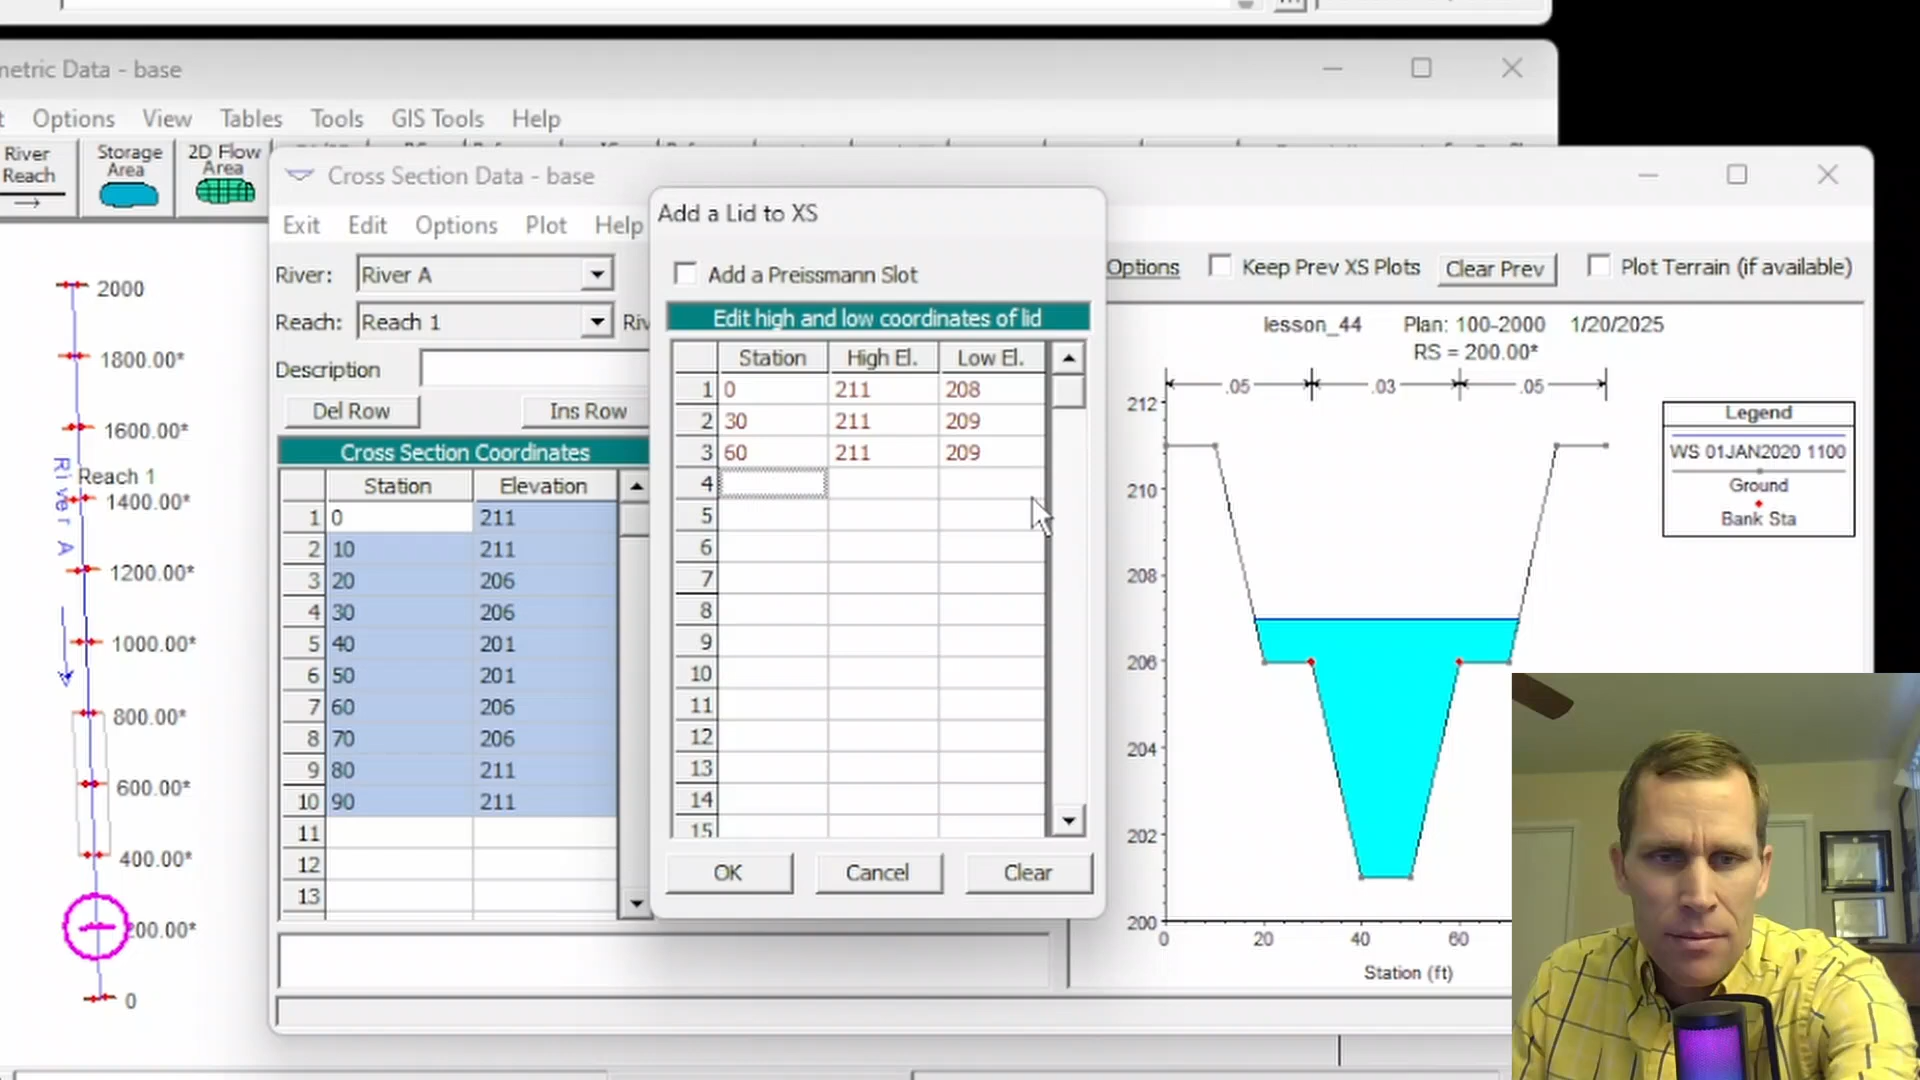 metric Data - base
t Options View Tables Tools GIS Tools Help
River Reach
Storage Area
2D Flow Area
Cross Section Data - base
Exit Edit Options Plot Help
River: River A
Reach: Reach 1 Riv
Description
Del Row Ins Row
Cross Section Coordinates
Station Elevation
1 0 211
2 10 211
3 20 206
4 30 206
5 40 201
6 50 201
7 60 206
8 70 206
9 80 211
10 90 211
11
12
13
2000
1800.00*
1600.00*
Reach 1
1400.00*
River A
1200.00*
1000.00*
800.00*
600.00*
400.00*
200.00*
0
Add a Lid to XS
Add a Preissmann Slot
Edit high and low coordinates of lid
Station High El. Low El.
1 0 211 208
2 30 211 209
3 60 211 209
4
5
6
7
8
9
10
11
12
13
14
15
OK Cancel Clear
Options Keep Prev XS Plots Clear Prev Plot Terrain (if available)
lesson_44 Plan: 100-2000 1/20/2025
RS = 200.00*
.05 .03 .05
212
210
208
206
204
202
200
0 20 40 60
Station (ft)
Legend
WS 01JAN2020 1100
Ground
Bank Sta